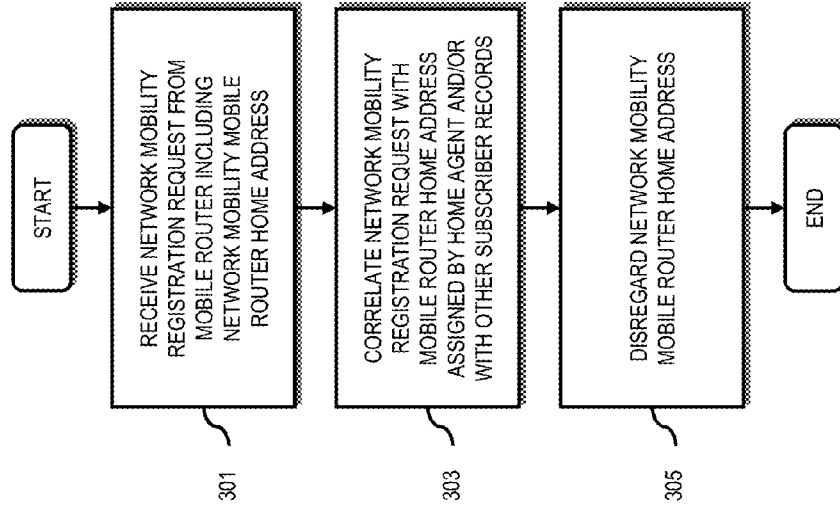 START
RECEIVE NETWORK MOBILITY
REGISTRATION REQUEST FROM
MOBILE ROUTER INCLUDING
NETWORK MOBILITY MOBILE
ROUTER HOME ADDRESS
301
CORRELATE NETWORK MOBILITY
REGISTRATION REQUEST WITH
MOBILE ROUTER HOME ADDRESS
ASSIGNED BY HOME AGENT AND/OR
WITH OTHER SUBSCRIBER RECORDS
303
DISREGARD NETWORK MOBILITY
MOBILE ROUTER HOME ADDRESS
305
END